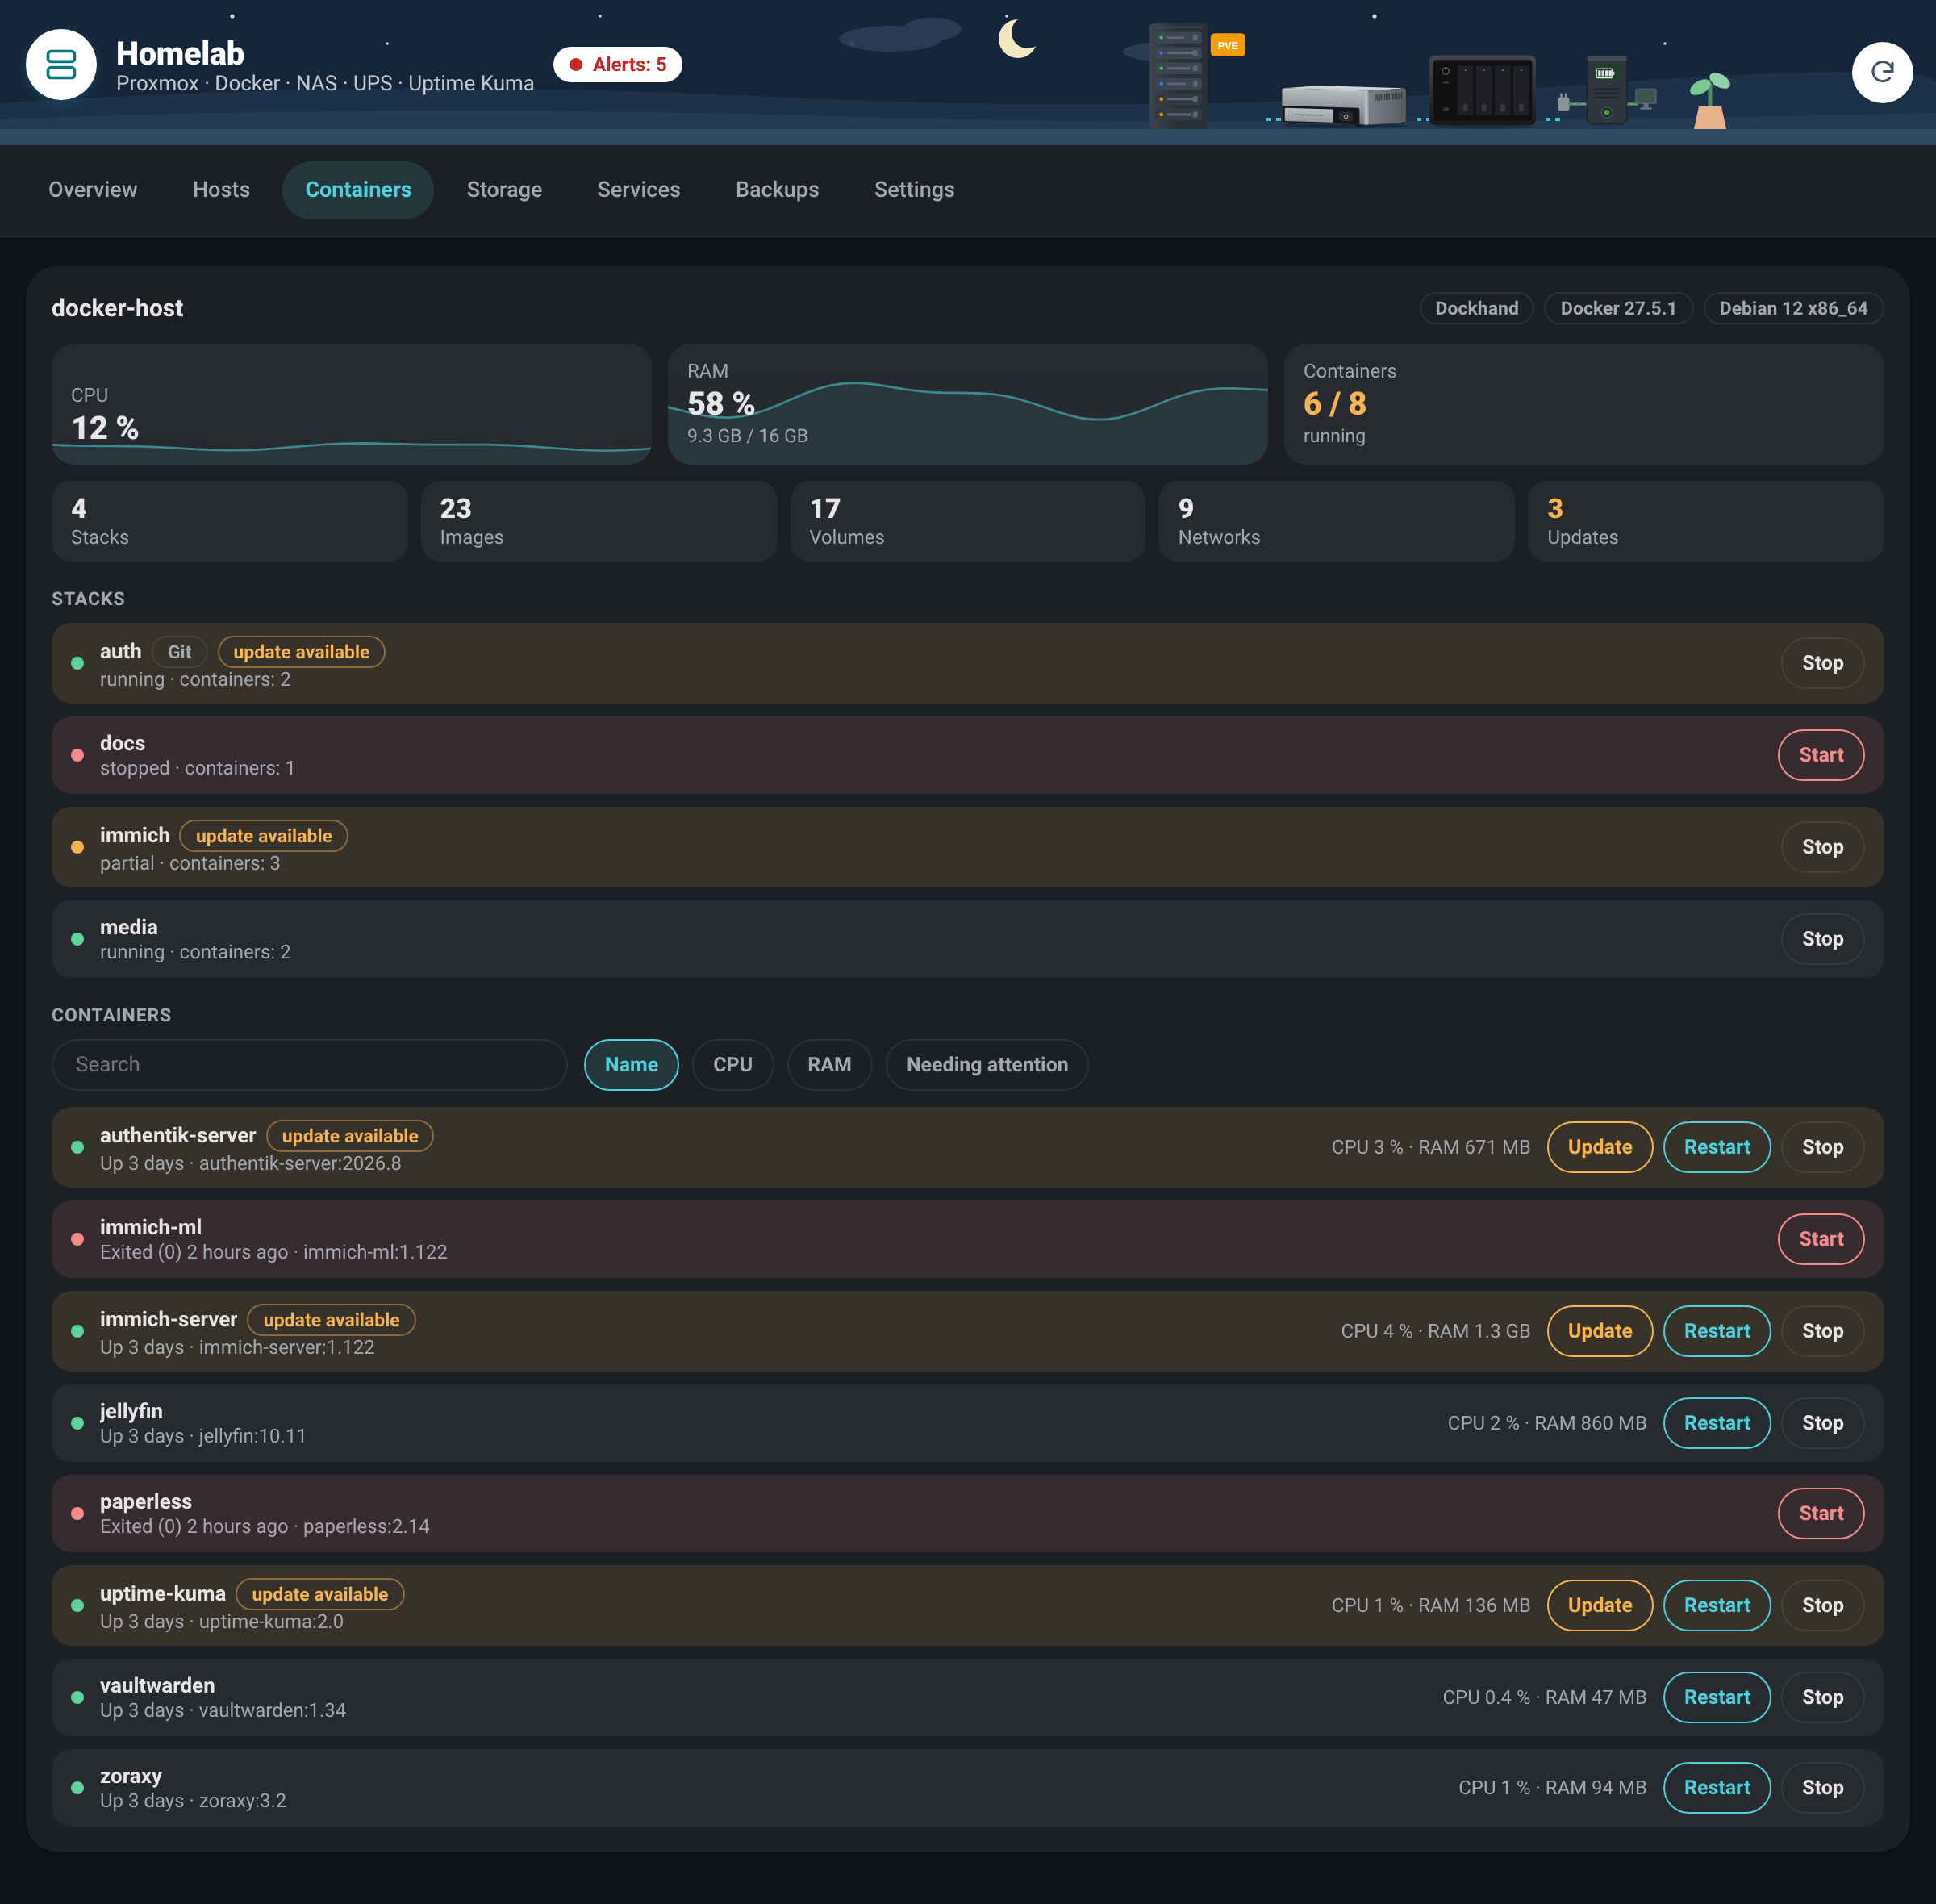 Homelab
Proxmox · Docker · NAS · UPS · Uptime Kuma
Alerts: 5
PVE
Overview
Hosts
Containers
Storage
Services
Backups
Settings
docker-host
Dockhand
Docker 27.5.1
Debian 12 x86_64
CPU
12 %
RAM
58 %
9.3 GB / 16 GB
Containers
6 / 8
running
4
Stacks
23
Images
17
Volumes
9
Networks
3
Updates
STACKS
auth Git update available
running · containers: 2
Stop
docs
stopped · containers: 1
Start
immich update available
partial · containers: 3
Stop
media
running · containers: 2
Stop
CONTAINERS
Search
Name
CPU
RAM
Needing attention
authentik-server update available
Up 3 days · authentik-server:2026.8
CPU 3 % · RAM 671 MB
Update
Restart
Stop
immich-ml
Exited (0) 2 hours ago · immich-ml:1.122
Start
immich-server update available
Up 3 days · immich-server:1.122
CPU 4 % · RAM 1.3 GB
Update
Restart
Stop
jellyfin
Up 3 days · jellyfin:10.11
CPU 2 % · RAM 860 MB
Restart
Stop
paperless
Exited (0) 2 hours ago · paperless:2.14
Start
uptime-kuma update available
Up 3 days · uptime-kuma:2.0
CPU 1 % · RAM 136 MB
Update
Restart
Stop
vaultwarden
Up 3 days · vaultwarden:1.34
CPU 0.4 % · RAM 47 MB
Restart
Stop
zoraxy
Up 3 days · zoraxy:3.2
CPU 1 % · RAM 94 MB
Restart
Stop